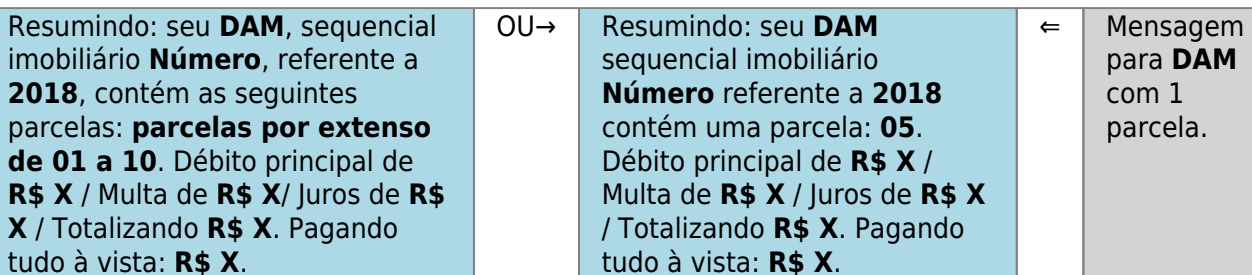 Resumindo: seu DAM, sequencial
imobiliário Número, referente a
2018, contém as seguintes
parcelas: parcelas por extenso
de 01 a 10. Débito principal de
R$ X / Multa de R$ X/ Juros de R$
X / Totalizando R$ X. Pagando
tudo à vista: R$ X.
OU→
Resumindo: seu DAM
sequencial imobiliário
Número referente a 2018
contém uma parcela: 05.
Débito principal de R$ X /
Multa de R$ X / Juros de R$ X
/ Totalizando R$ X. Pagando
tudo à vista: R$ X.
⇐
Mensagem
para DAM
com 1
parcela.